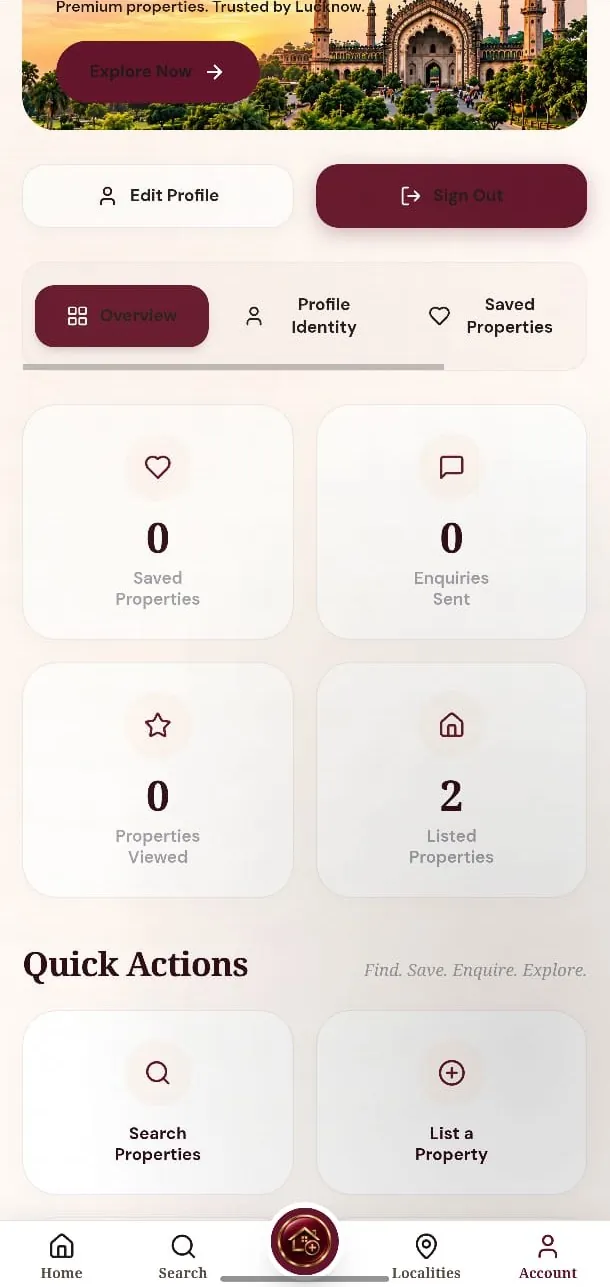 Premium properties. Trusted by Lucknow.
Explore Now
Edit Profile
Sign Out
Overview
Profile
Identity
Saved
Properties
0
Saved
Properties
0
Enquiries
Sent
0
Properties
Viewed
2
Listed
Properties
Quick Actions
Find. Save. Enquire. Explore.
Search
Properties
List a
Property
Home
Search
Localities
Account